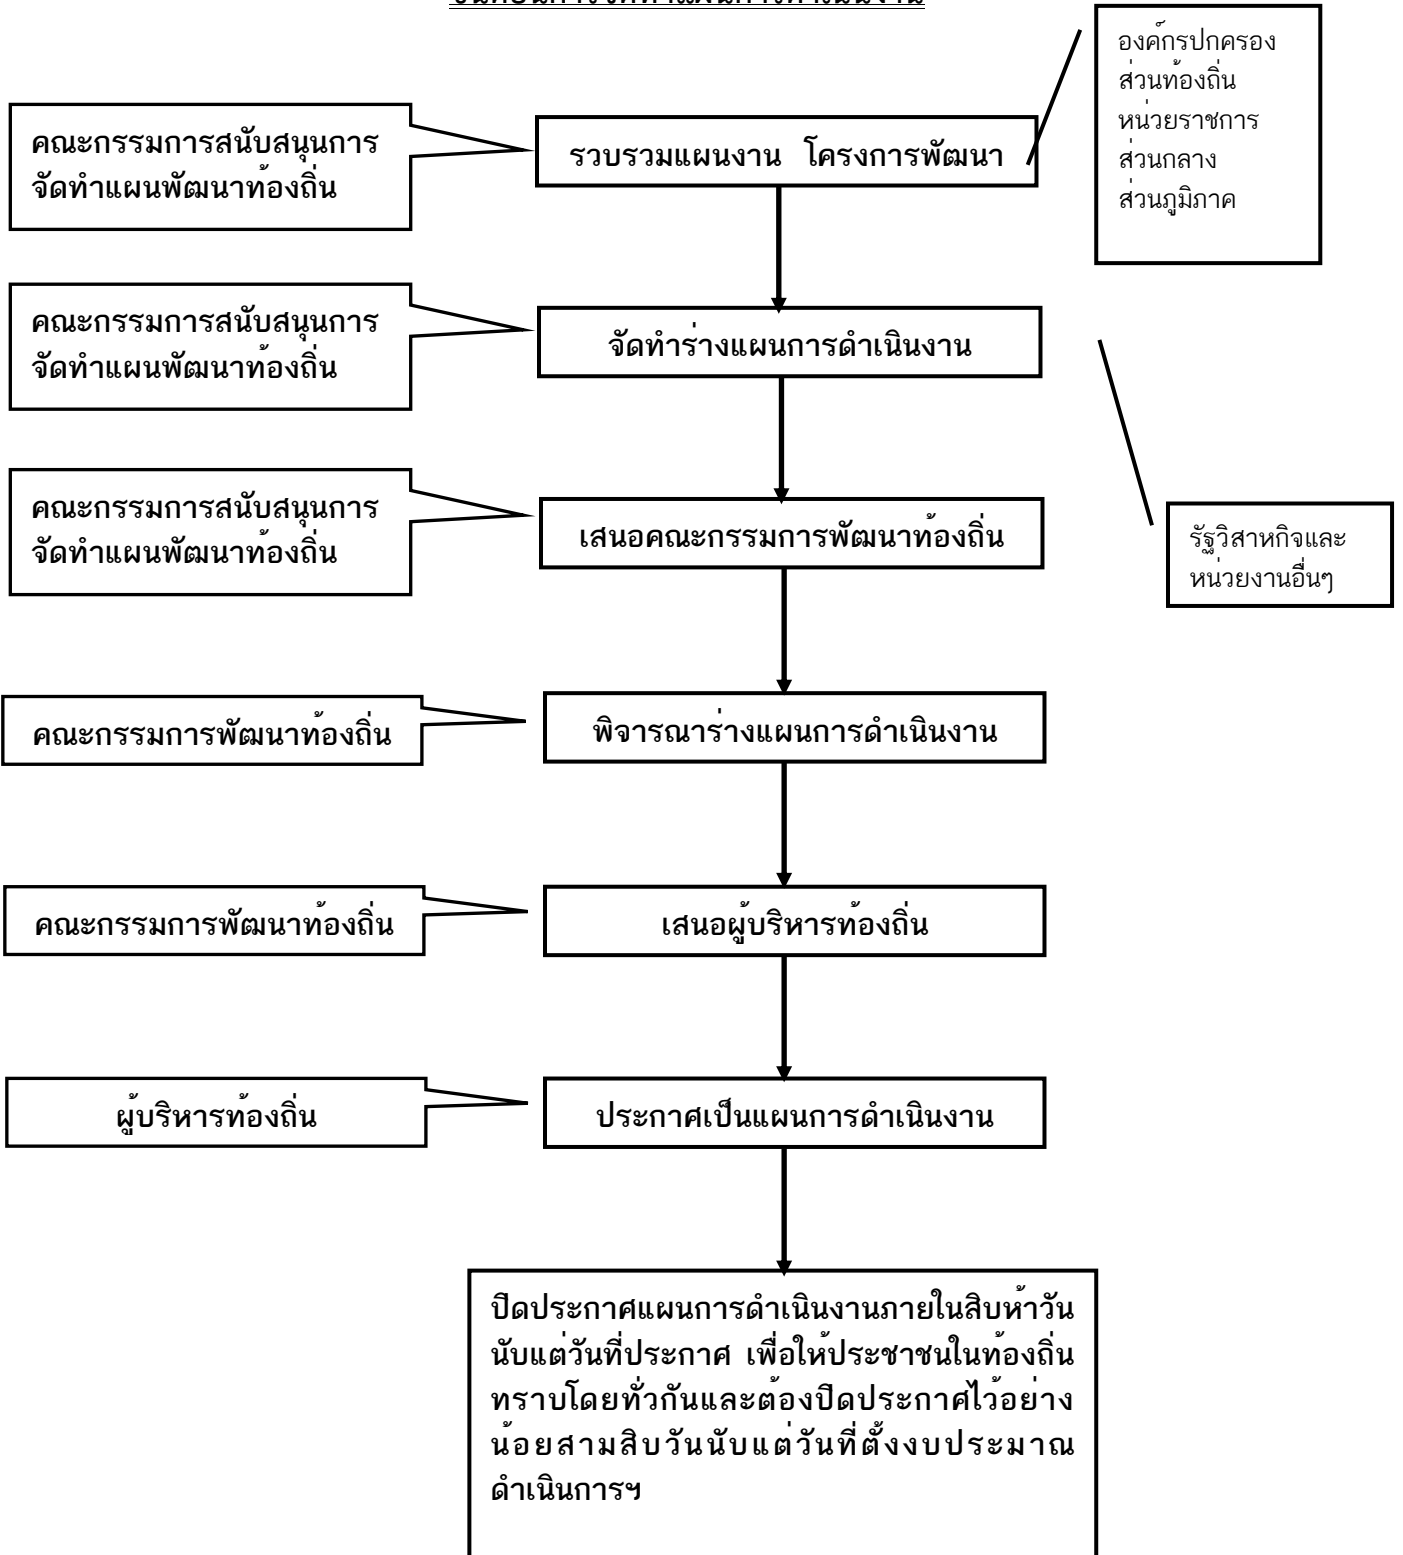 องค์กรปกครอง
ส่วนท้องถิ่น
หน่วยราชการ
ส่วนกลาง
ส่วนภูมิภาค
คณะกรรมการสนับสนุนการ
จัดทำแผนพัฒนาท้องถิ่น
รวบรวมแผนงาน โครงการพัฒนา
คณะกรรมการสนับสนุนการ
จัดทำแผนพัฒนาท้องถิ่น
จัดทำร่างแผนการดำเนินงาน
คณะกรรมการสนับสนุนการ
จัดทำแผนพัฒนาท้องถิ่น
เสนอคณะกรรมการพัฒนาท้องถิ่น
รัฐวิสาหกิจและ
หน่วยงานอื่นๆ
คณะกรรมการพัฒนาท้องถิ่น
พิจารณาร่างแผนการดำเนินงาน
คณะกรรมการพัฒนาท้องถิ่น
เสนอผู้บริหารท้องถิ่น
ผู้บริหารท้องถิ่น
ประกาศเป็นแผนการดำเนินงาน
ปิดประกาศแผนการดำเนินงานภายในสิบห้าวัน
นับแต่วันที่ประกาศ เพื่อให้ประชาชนในท้องถิ่น
ทราบโดยทั่วกันและต้องปิดประกาศไว้อย่าง
น้อยสามสิบวันนับแต่วันที่ตั้งงบประมาณ
ดำเนินการฯ